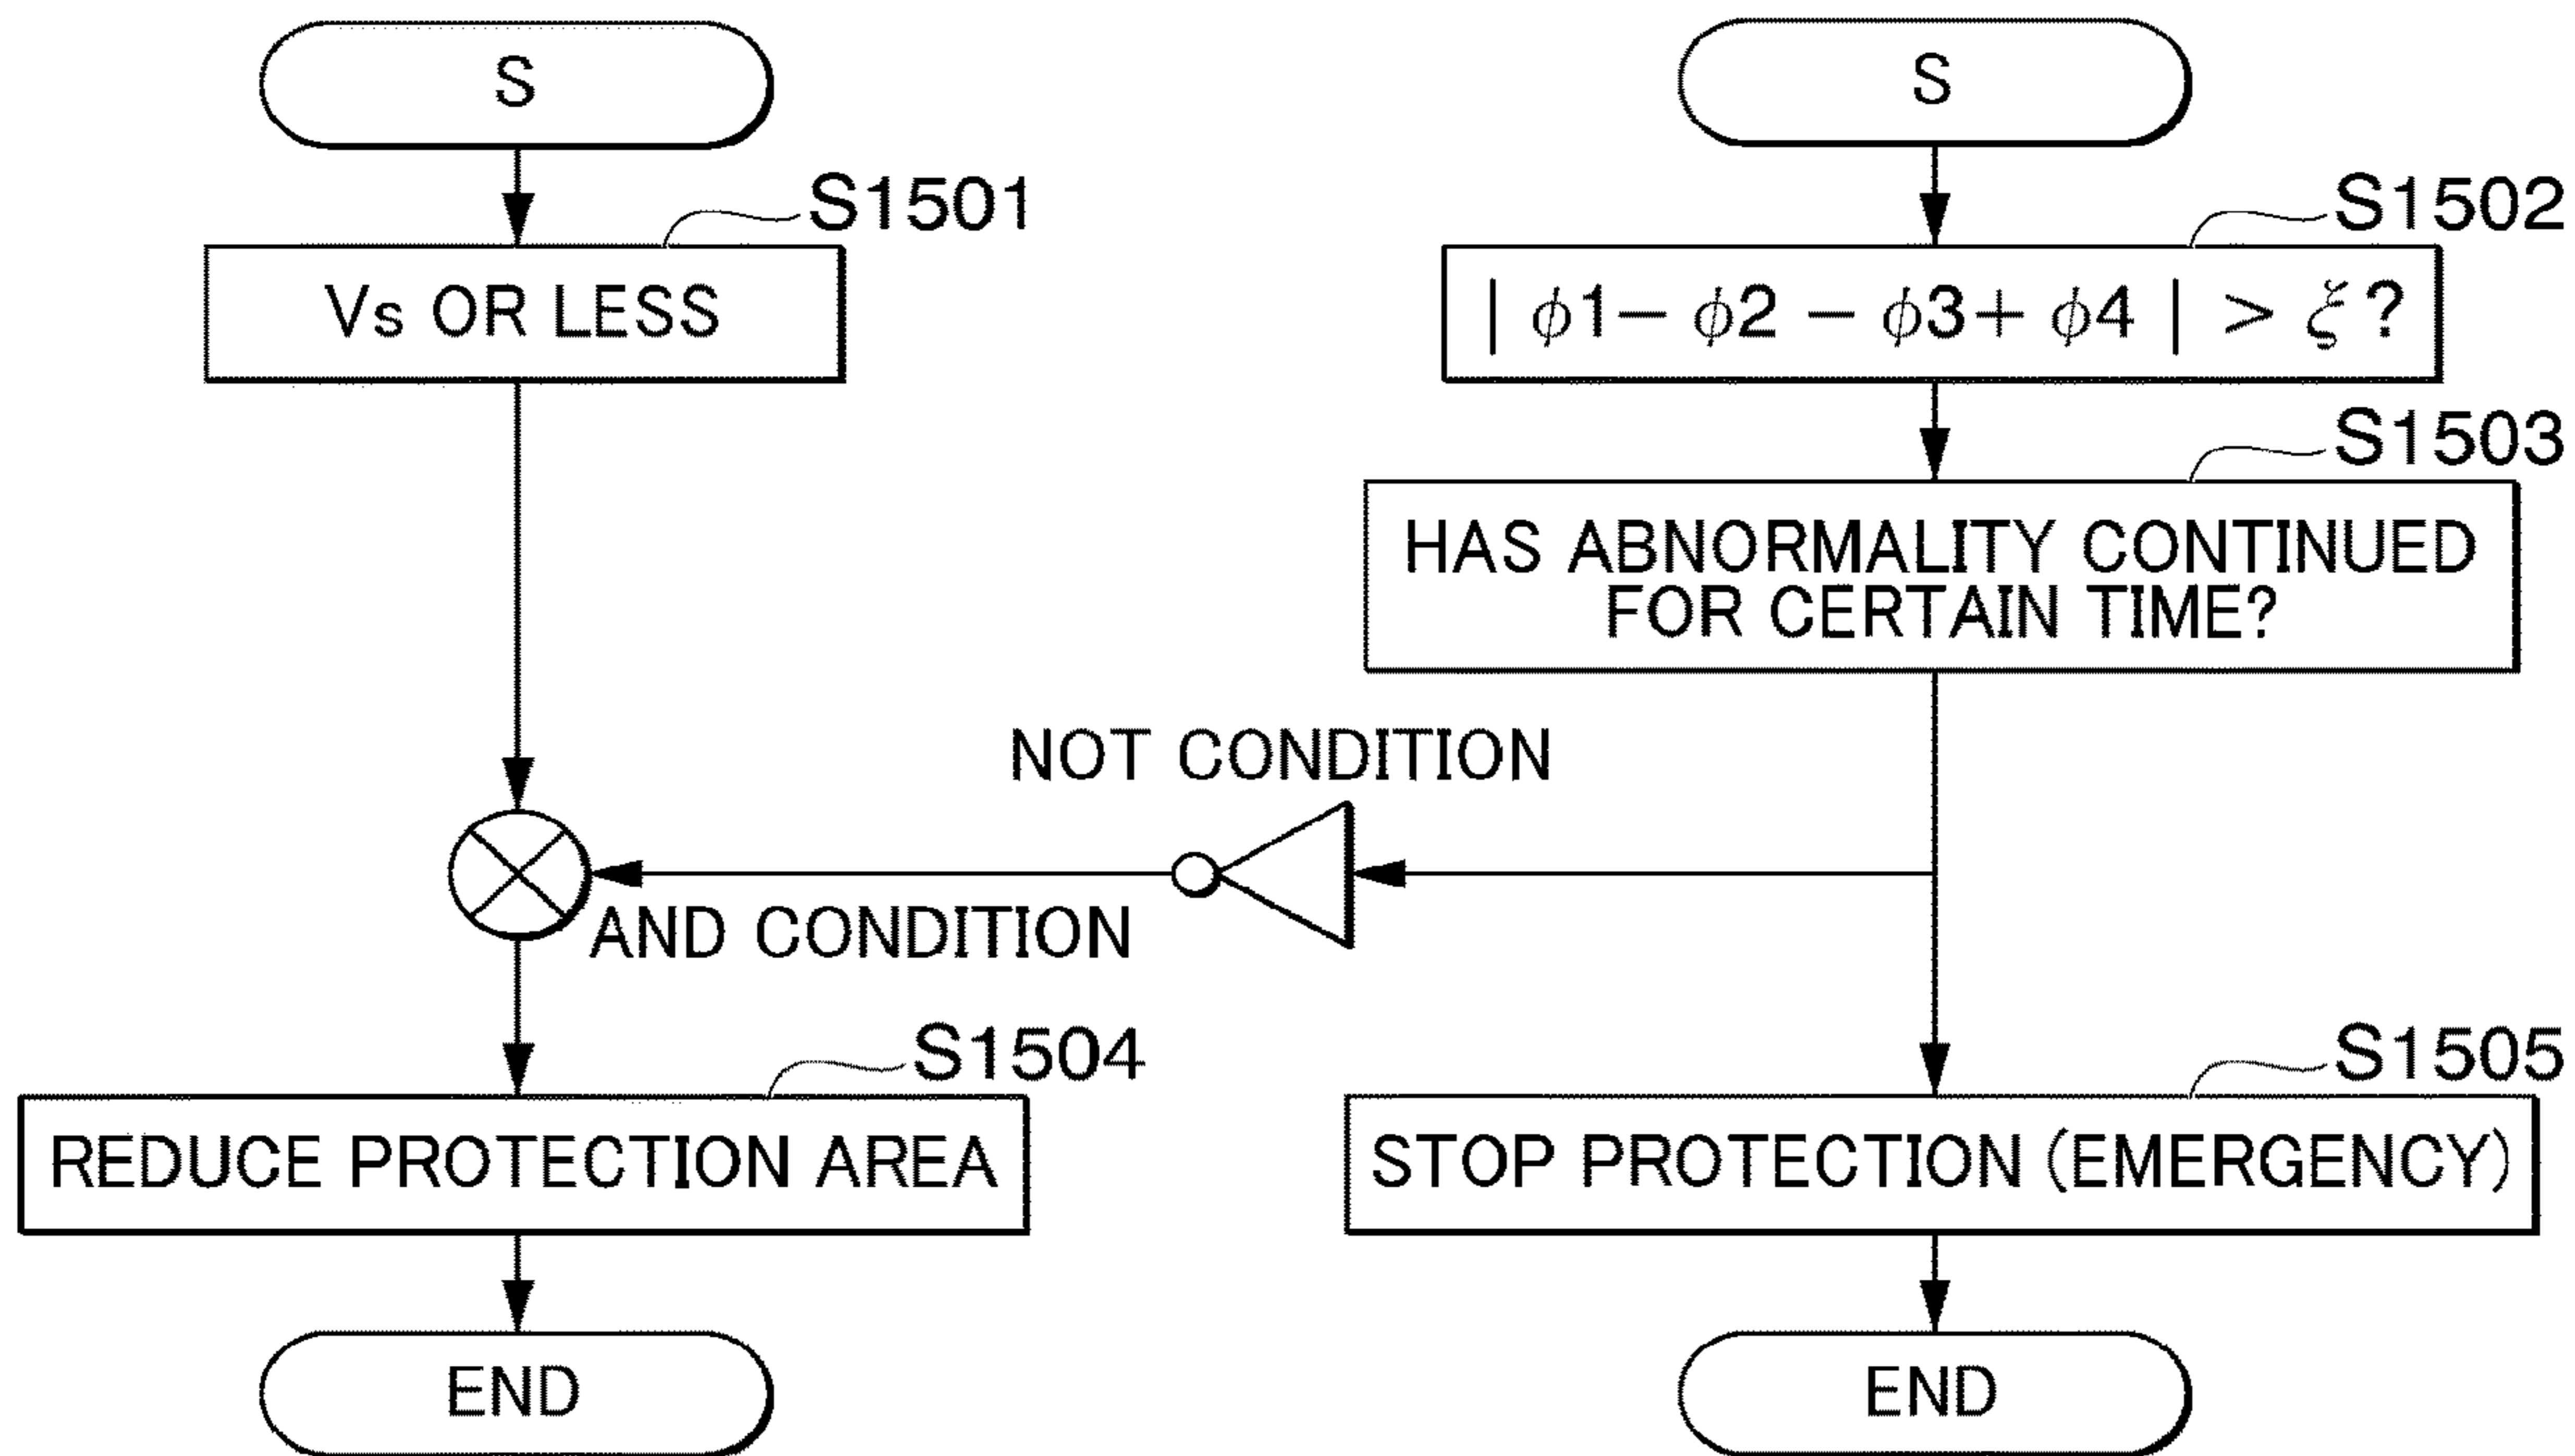 S
S
S1501
S1502
Vs OR LESS
| ϕ1− ϕ2 − ϕ3+ ϕ4 | > ξ?
S1503
HAS ABNORMALITY CONTINUED
FOR CERTAIN TIME?
NOT CONDITION
AND CONDITION
S1504
S1505
REDUCE PROTECTION AREA
STOP PROTECTION (EMERGENCY)
END
END